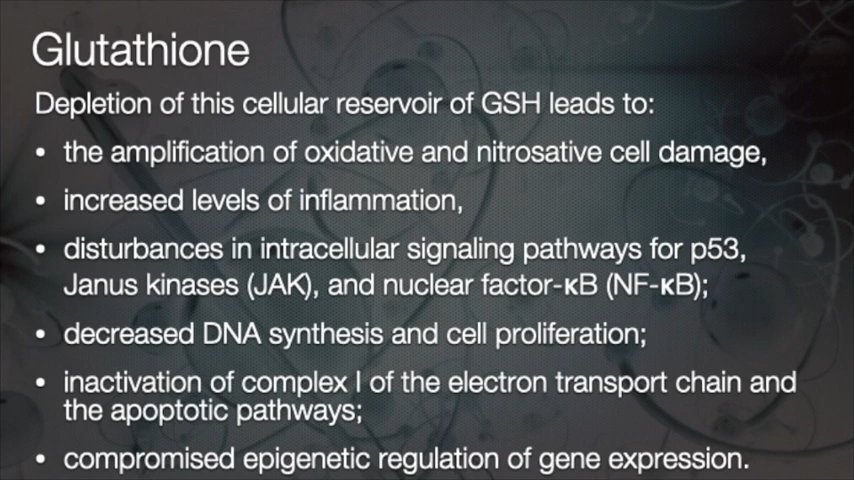 Glutathione
Depletion of this cellular reservoir of GSH leads to:
• the amplification of oxidative and nitrosative cell damage,
• increased levels of inflammation,
• disturbances in intracellular signaling pathways for p53,
Janus kinases (JAK), and nuclear factor-κB (NF-κB);
• decreased DNA synthesis and cell proliferation;
• inactivation of complex I of the electron transport chain and
the apoptotic pathways;
• compromised epigenetic regulation of gene expression.